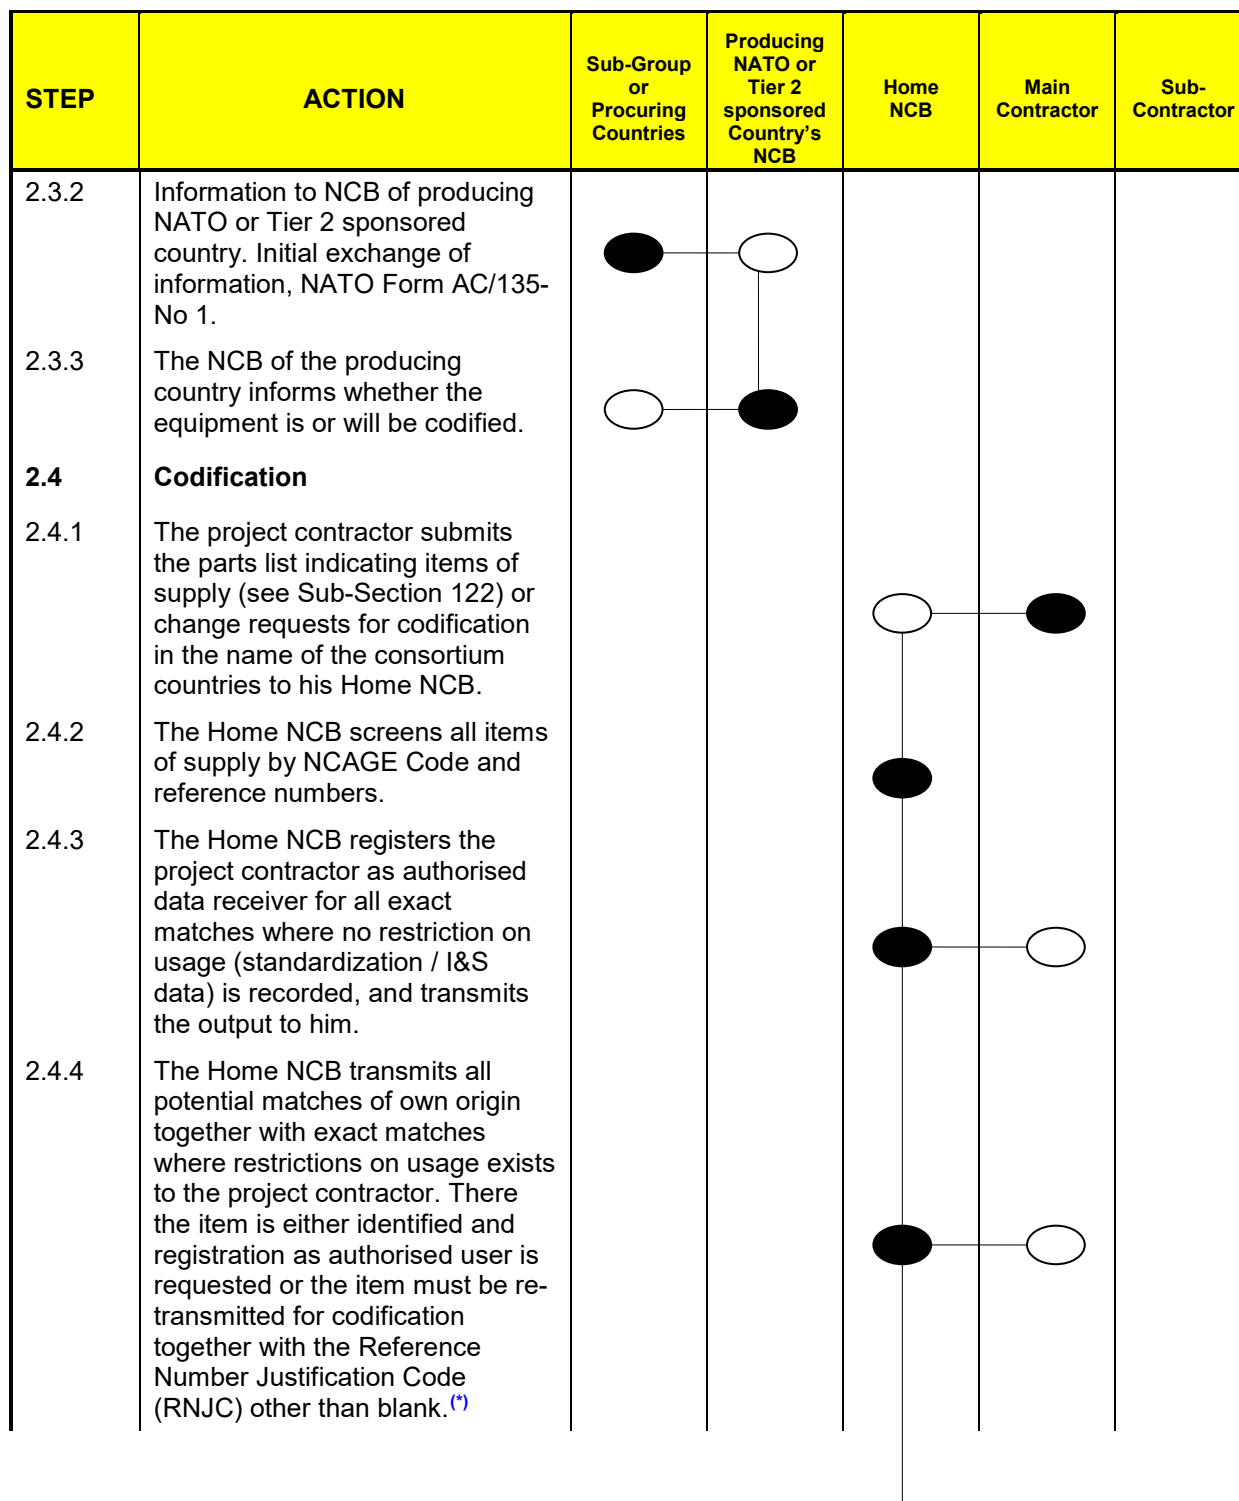 STEP
ACTION
Sub-Group
or
Procuring
Countries
Producing
NATO or
Tier 2
sponsored
Country’s
NCB
Home
NCB
Main
Contractor
Sub-
Contractor
2.3.2
Information to NCB of producing
NATO or Tier 2 sponsored
country. Initial exchange of
information, NATO Form AC/135-
No 1.
2.3.3
The NCB of the producing
country informs whether the
equipment is or will be codified.
2.4
Codification
2.4.1
The project contractor submits
the parts list indicating items of
supply (see Sub-Section 122) or
change requests for codification
in the name of the consortium
countries to his Home NCB.
2.4.2
The Home NCB screens all items
of supply by NCAGE Code and
reference numbers.
2.4.3
The Home NCB registers the
project contractor as authorised
data receiver for all exact
matches where no restriction on
usage (standardization / I&S
data) is recorded, and transmits
the output to him.
2.4.4
The Home NCB transmits all
potential matches of own origin
together with exact matches
where restrictions on usage exists
to the project contractor. There
the item is either identified and
registration as authorised user is
requested or the item must be re-
transmitted for codification
together with the Reference
Number Justification Code
(RNJC) other than blank.(*)